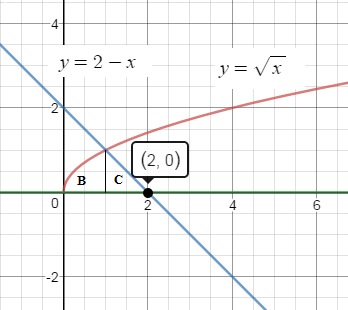 4
y = 2 − x
y = √x
2
(2, 0)
B
C
0
2
4
6
-2